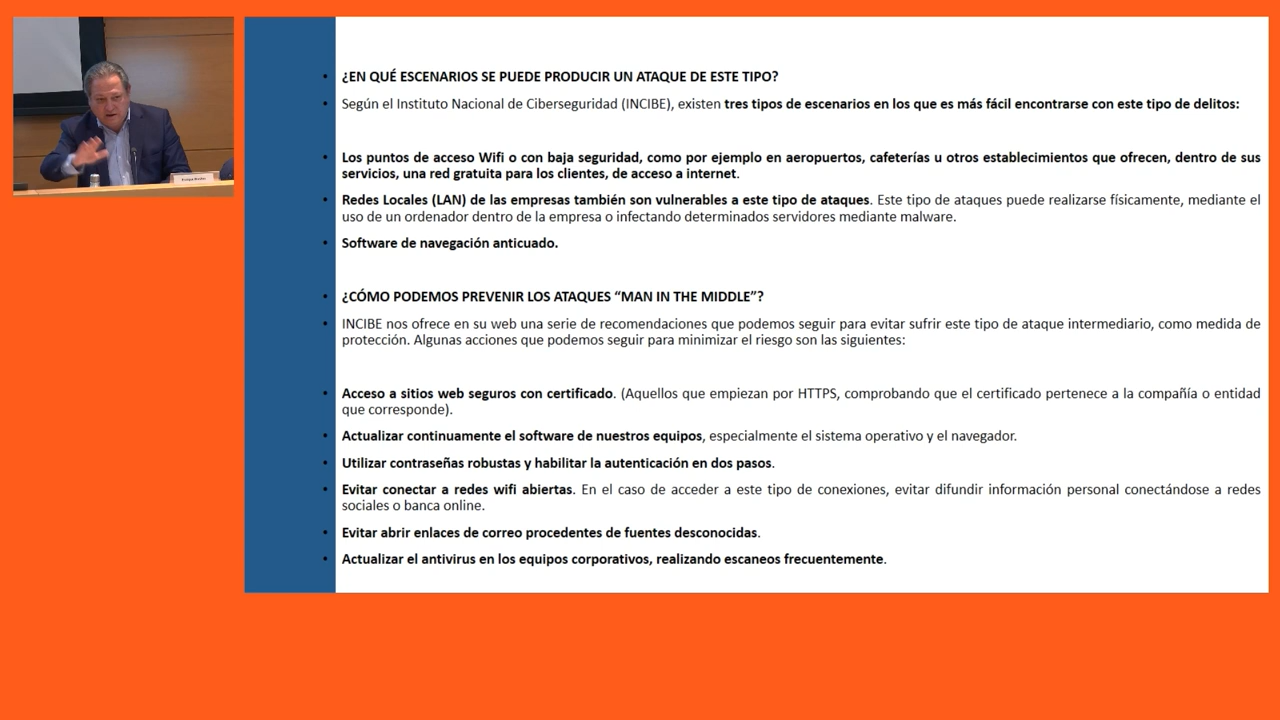 • ¿EN QUÉ ESCENARIOS SE PUEDE PRODUCIR UN ATAQUE DE ESTE TIPO?
• Según el Instituto Nacional de Ciberseguridad (INCIBE), existen tres tipos de escenarios en los que es más fácil encontrarse con este tipo de delitos:
• Los puntos de acceso Wifi o con baja seguridad, como por ejemplo en aeropuertos, cafeterías u otros establecimientos que ofrecen, dentro de sus
servicios, una red gratuita para los clientes, de acceso a internet.
• Redes Locales (LAN) de las empresas también son vulnerables a este tipo de ataques. Este tipo de ataques puede realizarse físicamente, mediante el
uso de un ordenador dentro de la empresa o infectando determinados servidores mediante malware.
• Software de navegación anticuado.
• ¿CÓMO PODEMOS PREVENIR LOS ATAQUES “MAN IN THE MIDDLE”?
• INCIBE nos ofrece en su web una serie de recomendaciones que podemos seguir para evitar sufrir este tipo de ataque intermediario, como medida de
protección. Algunas acciones que podemos seguir para minimizar el riesgo son las siguientes:
• Acceso a sitios web seguros con certificado. (Aquellos que empiezan por HTTPS, comprobando que el certificado pertenece a la compañía o entidad
que corresponde).
• Actualizar continuamente el software de nuestros equipos, especialmente el sistema operativo y el navegador.
• Utilizar contraseñas robustas y habilitar la autenticación en dos pasos.
• Evitar conectar a redes wifi abiertas. En el caso de acceder a este tipo de conexiones, evitar difundir información personal conectándose a redes
sociales o banca online.
• Evitar abrir enlaces de correo procedentes de fuentes desconocidas.
• Actualizar el antivirus en los equipos corporativos, realizando escaneos frecuentemente.